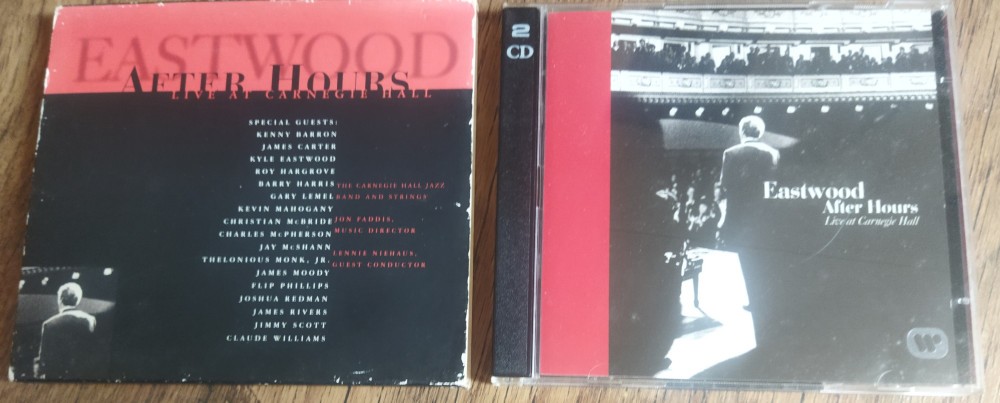 EASTWOOD
AFTER HOURS
LIVE AT CARNEGIE HALL
SPECIAL GUESTS:
KENNY BARRON
JAMES CARTER
KYLE EASTWOOD
ROY HARGROVE
BARRY HARRIS
GARY LEMEL
KEVIN MAHOGANY
CHRISTIAN McBRIDE
CHARLES McPHERSON
JAY McSHANN
THELONIOUS MONK, JR.
JAMES MOODY
FLIP PHILLIPS
JOSHUA REDMAN
JAMES RIVERS
JIMMY SCOTT
CLAUDE WILLIAMS
THE CARNEGIE HALL JAZZ
BAND AND STRINGS
JON FADDIS,
MUSIC DIRECTOR
LENNIE NIEHAUS,
GUEST CONDUCTOR
2
CD
Eastwood
After Hours
Live at Carnegie Hall